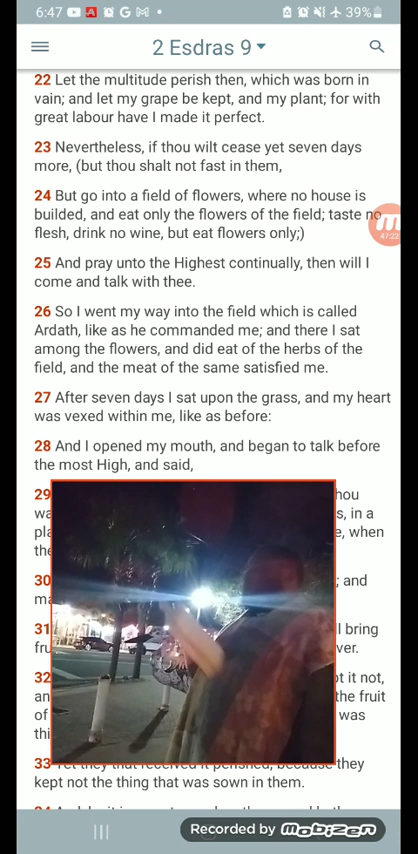 6:47
39%
2 Esdras 9
22 Let the multitude perish then, which was born in
vain; and let my grape be kept, and my plant; for with
great labour have I made it perfect.
23 Nevertheless, if thou wilt cease yet seven days
more, (but thou shalt not fast in them,
24 But go into a field of flowers, where no house is
builded, and eat only the flowers of the field; taste no
flesh, drink no wine, but eat flowers only;)
47:22
25 And pray unto the Highest continually, then will I
come and talk with thee.
26 So I went my way into the field which is called
Ardath, like as he commanded me; and there I sat
among the flowers, and did eat of the herbs of the
field, and the meat of the same satisfied me.
27 After seven days I sat upon the grass, and my heart
was vexed within me, like as before:
28 And I opened my mouth, and began to talk before
the most High, and said,
29
s, in a
when
30 ; and
31 bring
ver.
32 it not,
the fruit
of was
33 they
kept not the thing that was sown in them.
Recorded by mobizen